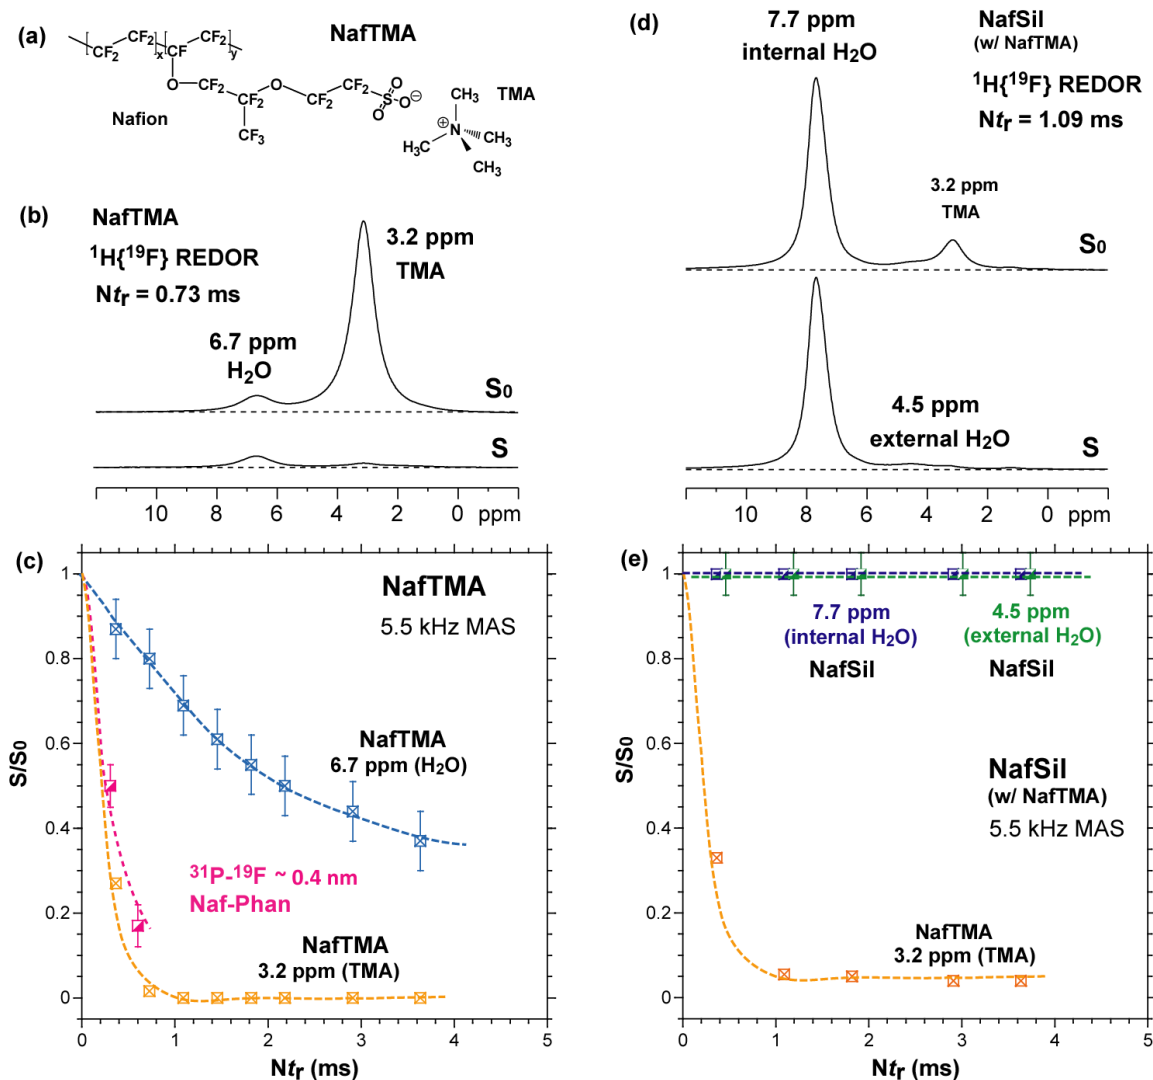 (a)
NafTMA
CF2
CF2
CF2
CF2
CF
x
y
O
CF2
CF2
O
CF2
CF2
S
O
O
O⊖
CF3
Nafion
TMA
CH3
⊕
N
H3C
CH3
CH3
(b)
NafTMA
1H{19F} REDOR
Ntr = 0.73 ms
3.2 ppm
TMA
6.7 ppm
H2O
S0
S
10 8 6 4 2 0 ppm
(c)
NafTMA
5.5 kHz MAS
NafTMA
6.7 ppm (H2O)
31P-19F ~ 0.4 nm
Naf-Phan
NafTMA
3.2 ppm (TMA)
S/S0
1
0.8
0.6
0.4
0.2
0
0 1 2 3 4 5
Ntr (ms)
(d)
7.7 ppm
internal H2O
NafSil
(w/ NafTMA)
1H{19F} REDOR
Ntr = 1.09 ms
3.2 ppm
TMA
S0
4.5 ppm
external H2O
S
10 8 6 4 2 0 ppm
(e)
7.7 ppm
(internal H2O)
NafSil
4.5 ppm
(external H2O)
NafSil
NafSil
(w/ NafTMA)
5.5 kHz MAS
NafTMA
3.2 ppm (TMA)
S/S0
1
0.8
0.6
0.4
0.2
0
0 1 2 3 4 5
Ntr (ms)